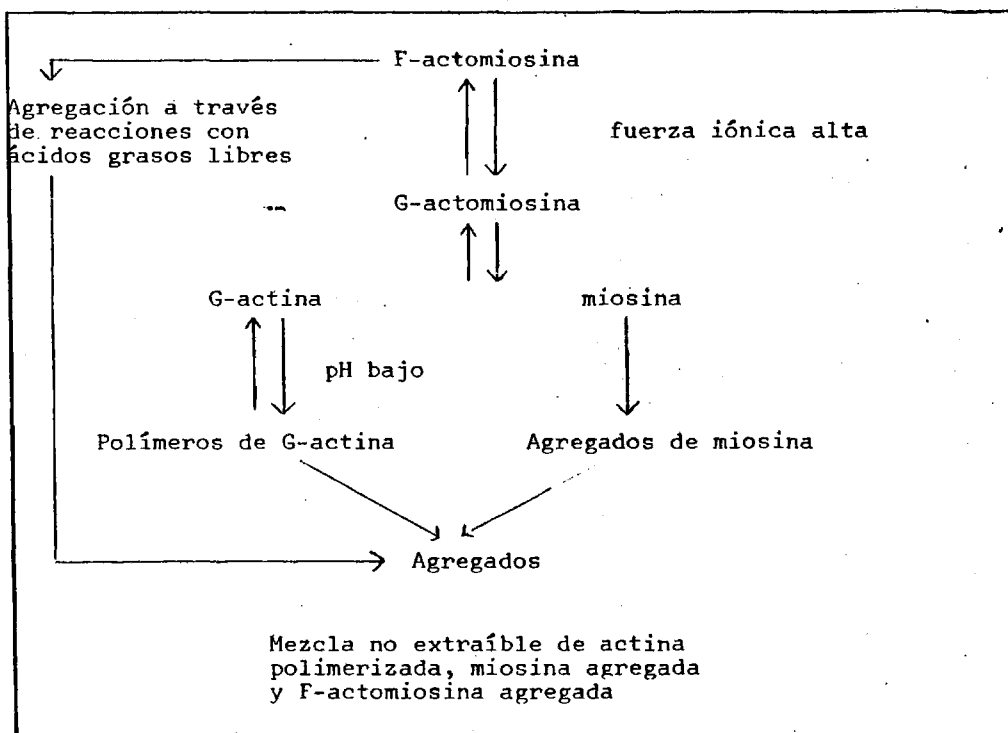 F-actomiosina
Agregación a través
de reacciones con
ácidos grasos libres
fuerza iónica alta
G-actomiosina
G-actina
miosina
pH bajo
Polímeros de G-actina
Agregados de miosina
Agregados
Mezcla no extraíble de actina
polimerizada, miosina agregada
y F-actomiosina agregada